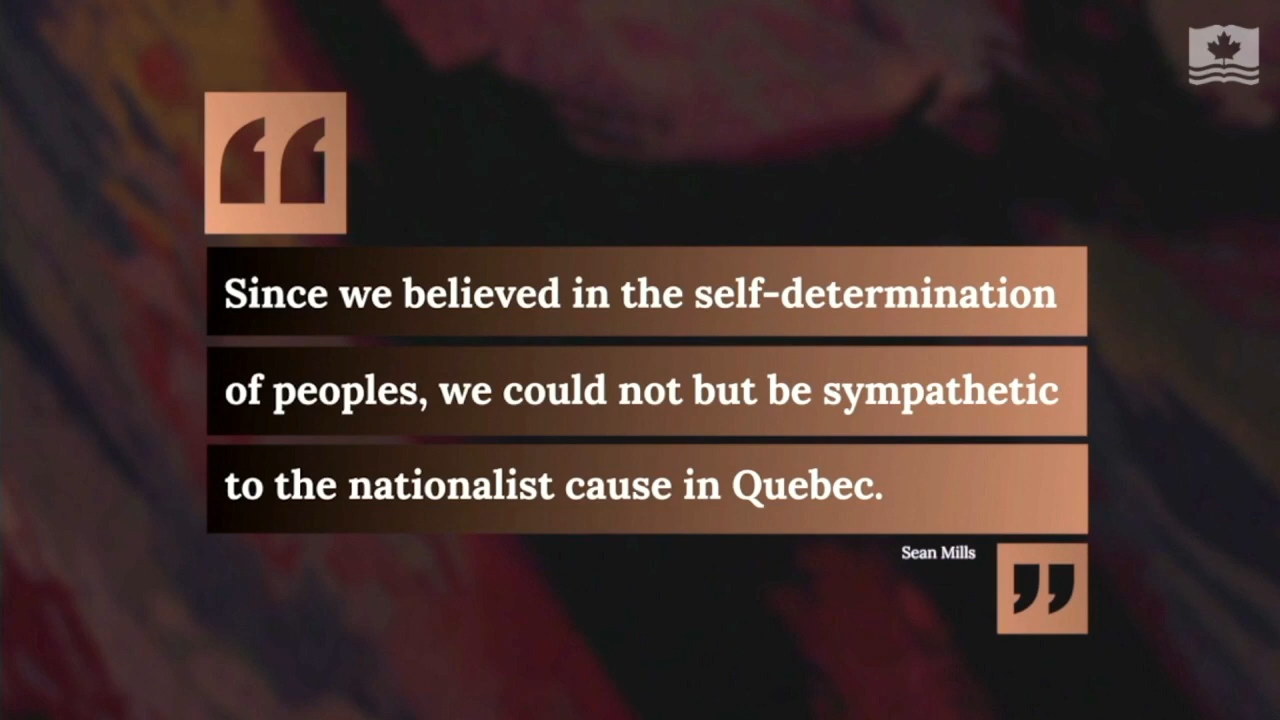 Since we believed in the self-determination
of peoples, we could not but be sympathetic
to the nationalist cause in Quebec.
Sean Mills